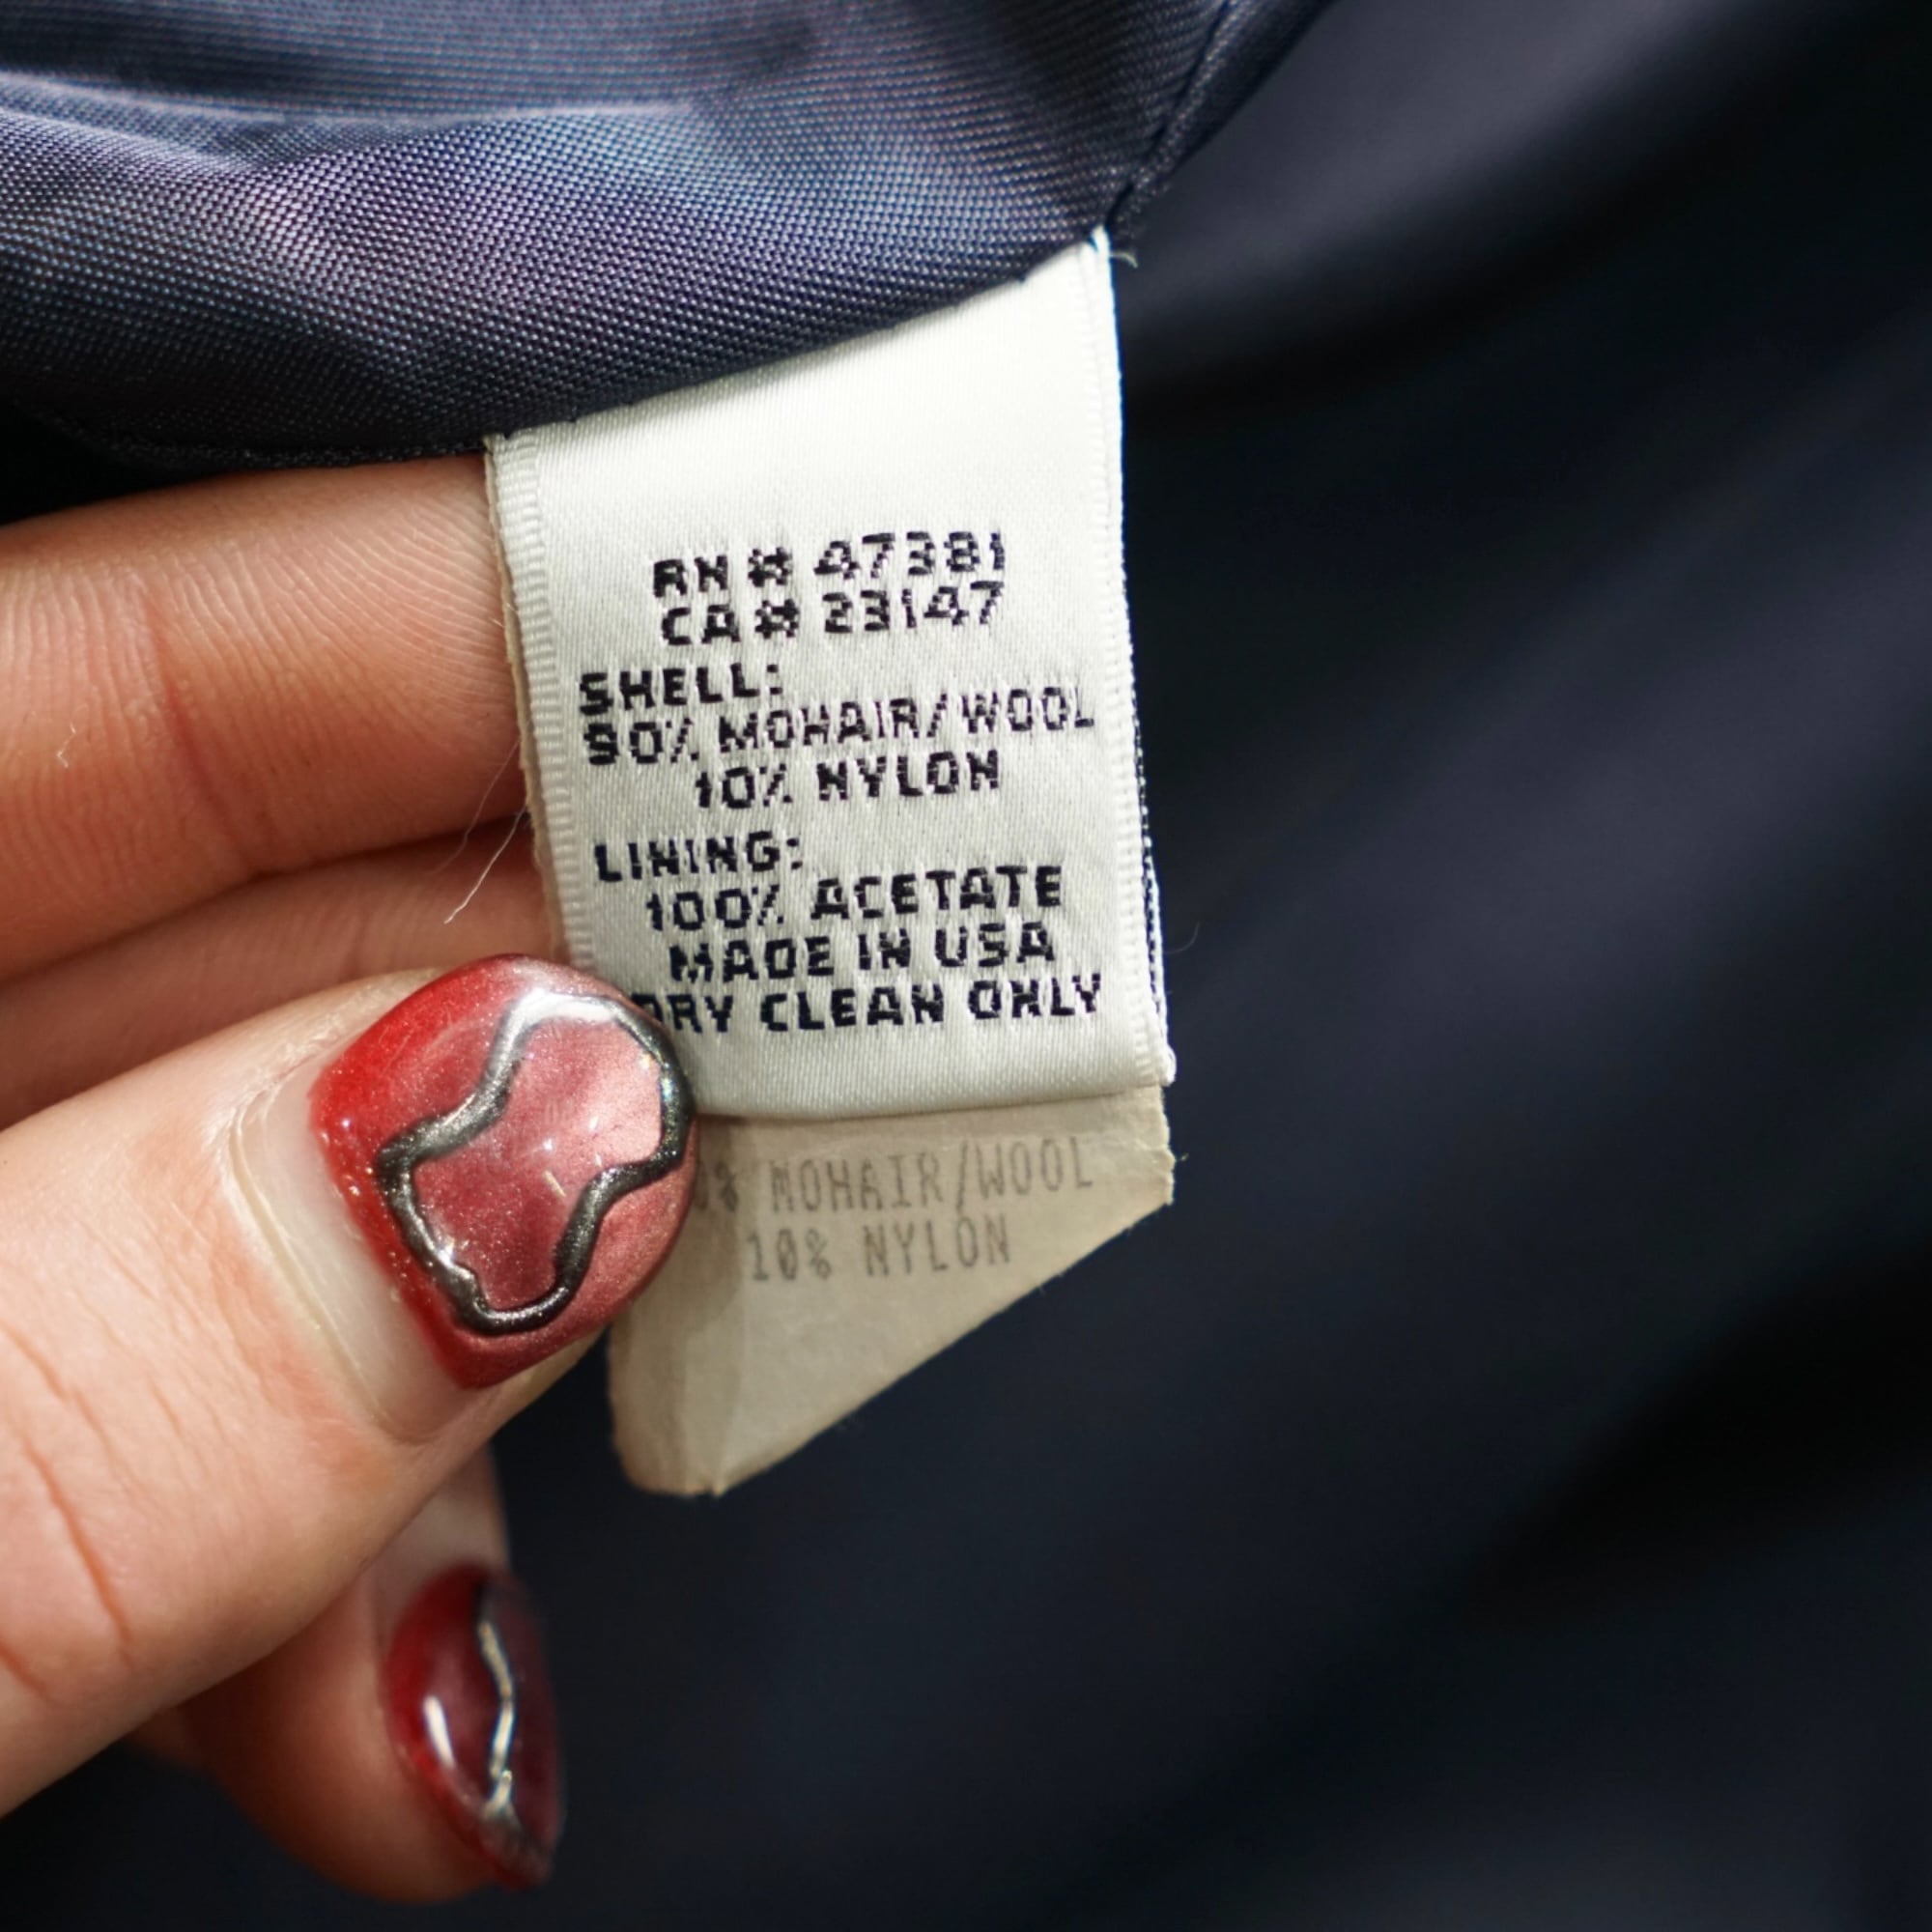 RN # 47381
CA # 23147
SHELL:
90% MOHAIR/WOOL
10% NYLON
LINING:
100% ACETATE
MADE IN USA
DRY CLEAN ONLY
MOHAIR/WOOL
10% NYLON